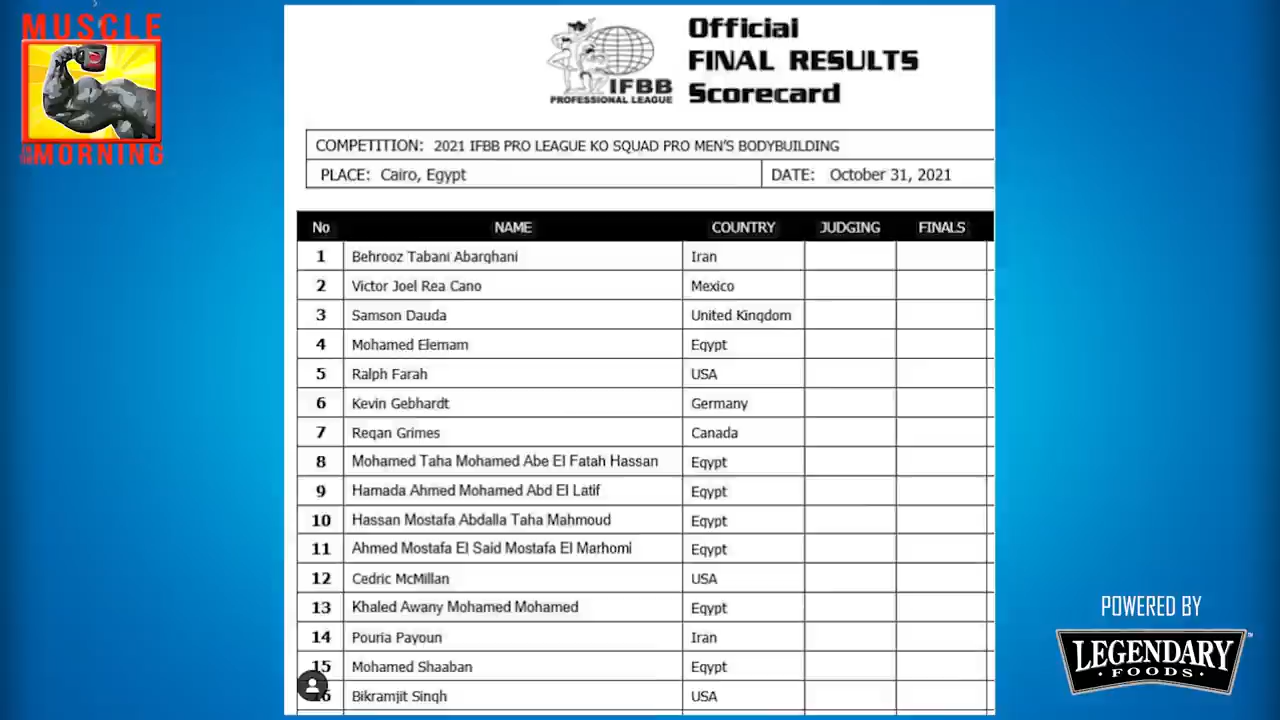 MUSCLE
IN THE
MORNING
IFBB
PROFESSIONAL LEAGUE
Official
FINAL RESULTS
Scorecard
COMPETITION: 2021 IFBB PRO LEAGUE KO SQUAD PRO MEN'S BODYBUILDING
PLACE: Cairo, Egypt DATE: October 31, 2021
No NAME COUNTRY JUDGING FINALS
1 Behrooz Tabani Abarghani Iran
2 Victor Joel Rea Cano Mexico
3 Samson Dauda United Kingdom
4 Mohamed Elemam Egypt
5 Ralph Farah USA
6 Kevin Gebhardt Germany
7 Regan Grimes Canada
8 Mohamed Taha Mohamed Abe El Fatah Hassan Egypt
9 Hamada Ahmed Mohamed Abd El Latif Egypt
10 Hassan Mostafa Abdalla Taha Mahmoud Egypt
11 Ahmed Mostafa El Said Mostafa El Marhomi Egypt
12 Cedric McMillan USA
13 Khaled Awany Mohamed Mohamed Egypt
14 Pouria Payoun Iran
15 Mohamed Shaaban Egypt
16 Bikramjit Singh USA
POWERED BY
LEGENDARY
FOODS
TM